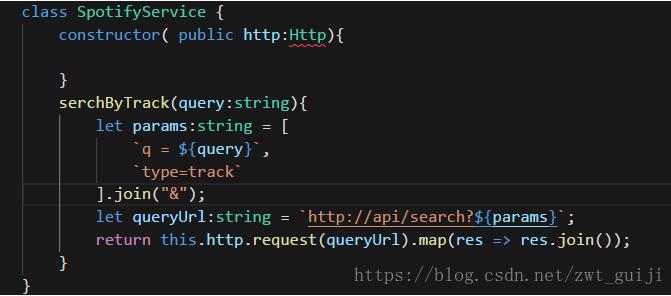 class SpotifyService {
    constructor( public http:Http){

    }
    serchByTrack(query:string){
        let params:string = [
            `q = ${query}`,
            `type=track`
        ].join("&");
        let queryUrl:string = `http://api/search?${params}`;
        return this.http.request(queryUrl).map(res => res.join());
    }
}
https://blog.csdn.net/zwt_guiji